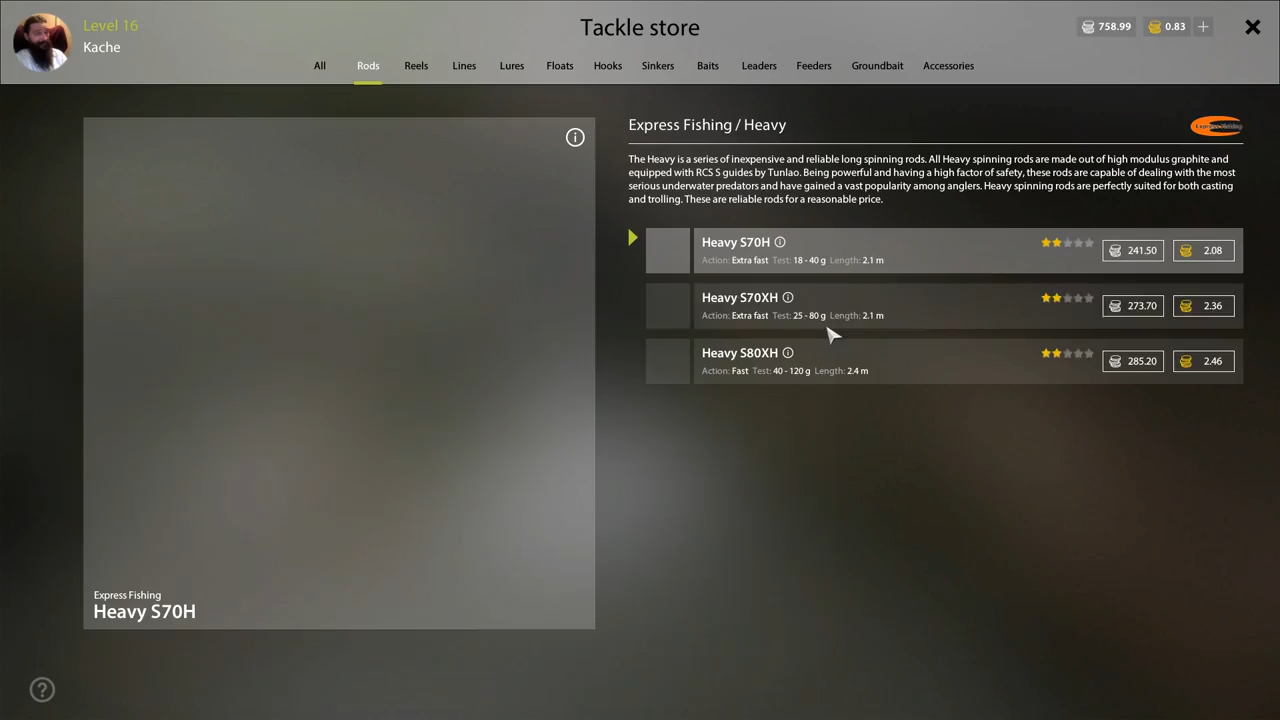 Level 16
Kache
Tackle store
758.99 0.83 +
All Rods Reels Lines Lures Floats Hooks Sinkers Baits Leaders Feeders Groundbait Accessories
Express Fishing / Heavy
Express Fishing
The Heavy is a series of inexpensive and reliable long spinning rods. All Heavy spinning rods are made out of high modulus graphite and
equipped with RCS S guides by Tunlao. Being powerful and having a high factor of safety, these rods are capable of dealing with the most
serious underwater predators and have gained a vast popularity among anglers. Heavy spinning rods are perfectly suited for both casting
and trolling. These are reliable rods for a reasonable price.
Heavy S70H
Action: Extra fast Test: 18 - 40 g Length: 2.1 m
241.50 2.08
Heavy S70XH
Action: Extra fast Test: 25 - 80 g Length: 2.1 m
273.70 2.36
Heavy S80XH
Action: Fast Test: 40 - 120 g Length: 2.4 m
285.20 2.46
Express Fishing
Heavy S70H
?